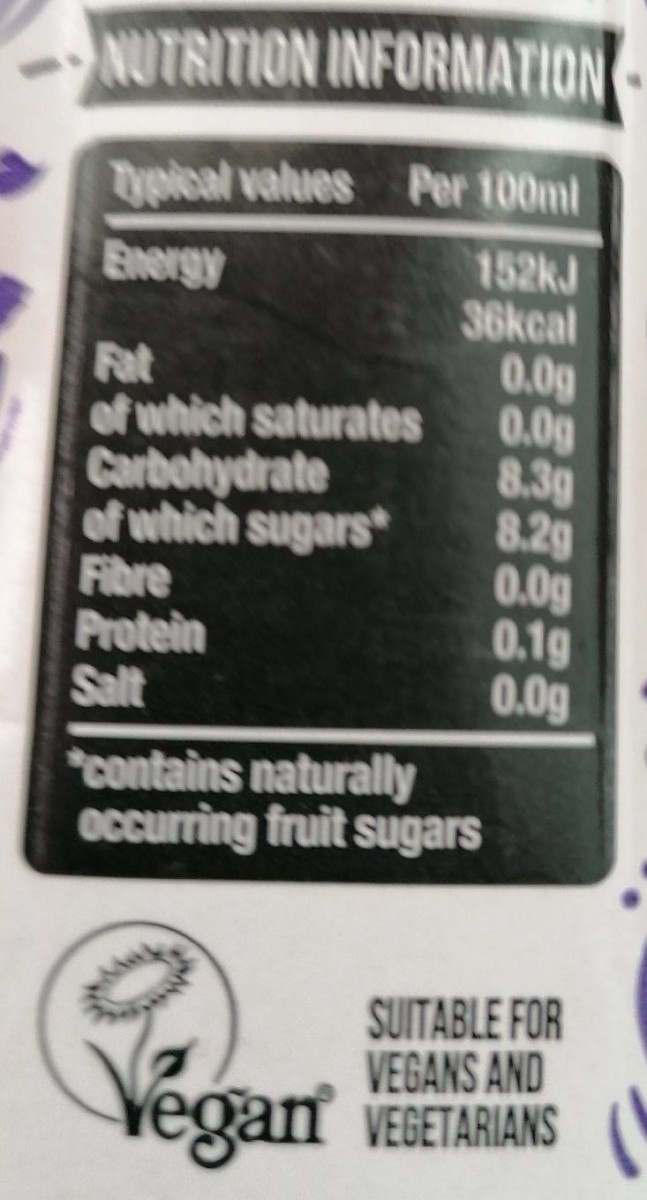 NUTRITION INFORMATION
Typical values Per 100ml
Energy 152kJ
36kcal
Fat 0.0g
of which saturates 0.0g
Carbohydrate 8.3g
of which sugars* 8.2g
Fibre 0.0g
Protein 0.1g
Salt 0.0g
*contains naturally
occurring fruit sugars
Vegan®
SUITABLE FOR
VEGANS AND
VEGETARIANS